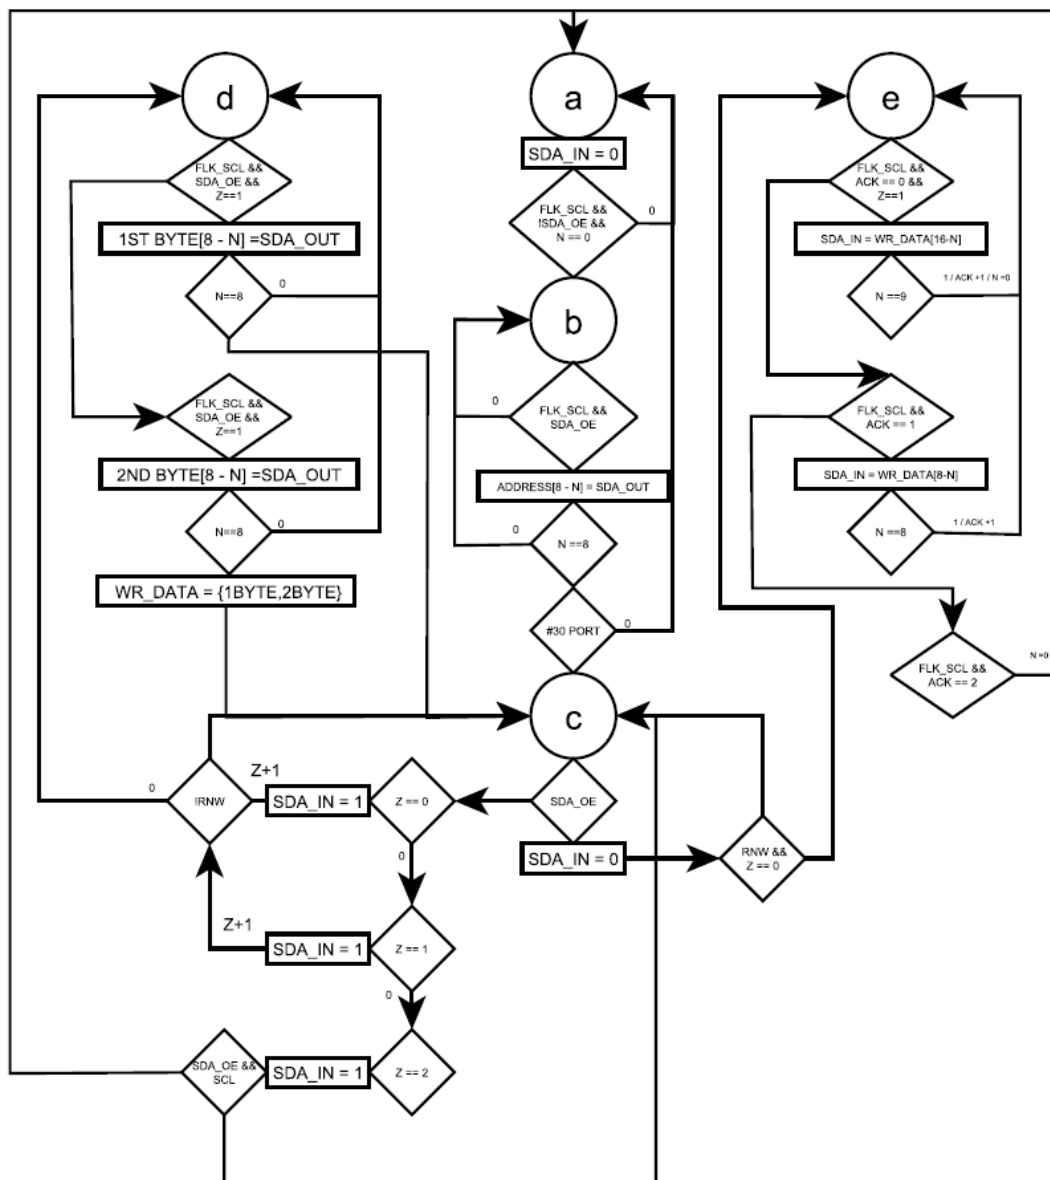 d
FLK_SCL &&
SDA_OE &&
Z==1
1ST BYTE[8 - N] =SDA_OUT
N==8
0
FLK_SCL &&
SDA_OE &&
Z==1
2ND BYTE[8 - N] =SDA_OUT
N==8
0
WR_DATA = {1BYTE,2BYTE}
a
SDA_IN = 0
FLK_SCL &&
!SDA_OE &&
N == 0
0
b
FLK_SCL &&
SDA_OE
0
ADDRESS[8 - N] = SDA_OUT
N ==8
0
#30 PORT
0
c
SDA_OE
SDA_IN = 0
RNW &&
Z == 0
Z == 0
SDA_IN = 1
Z+1
!RNW
0
0
Z == 1
SDA_IN = 1
Z+1
0
Z == 2
SDA_IN = 1
SDA_OE &&
SCL
e
FLK_SCL &&
ACK == 0 &&
Z==1
SDA_IN = WR_DATA[16-N]
N ==9
1 / ACK +1 / N =0
FLK_SCL &&
ACK == 1
SDA_IN = WR_DATA[8-N]
N ==8
1 / ACK +1
FLK_SCL &&
ACK == 2
N =0